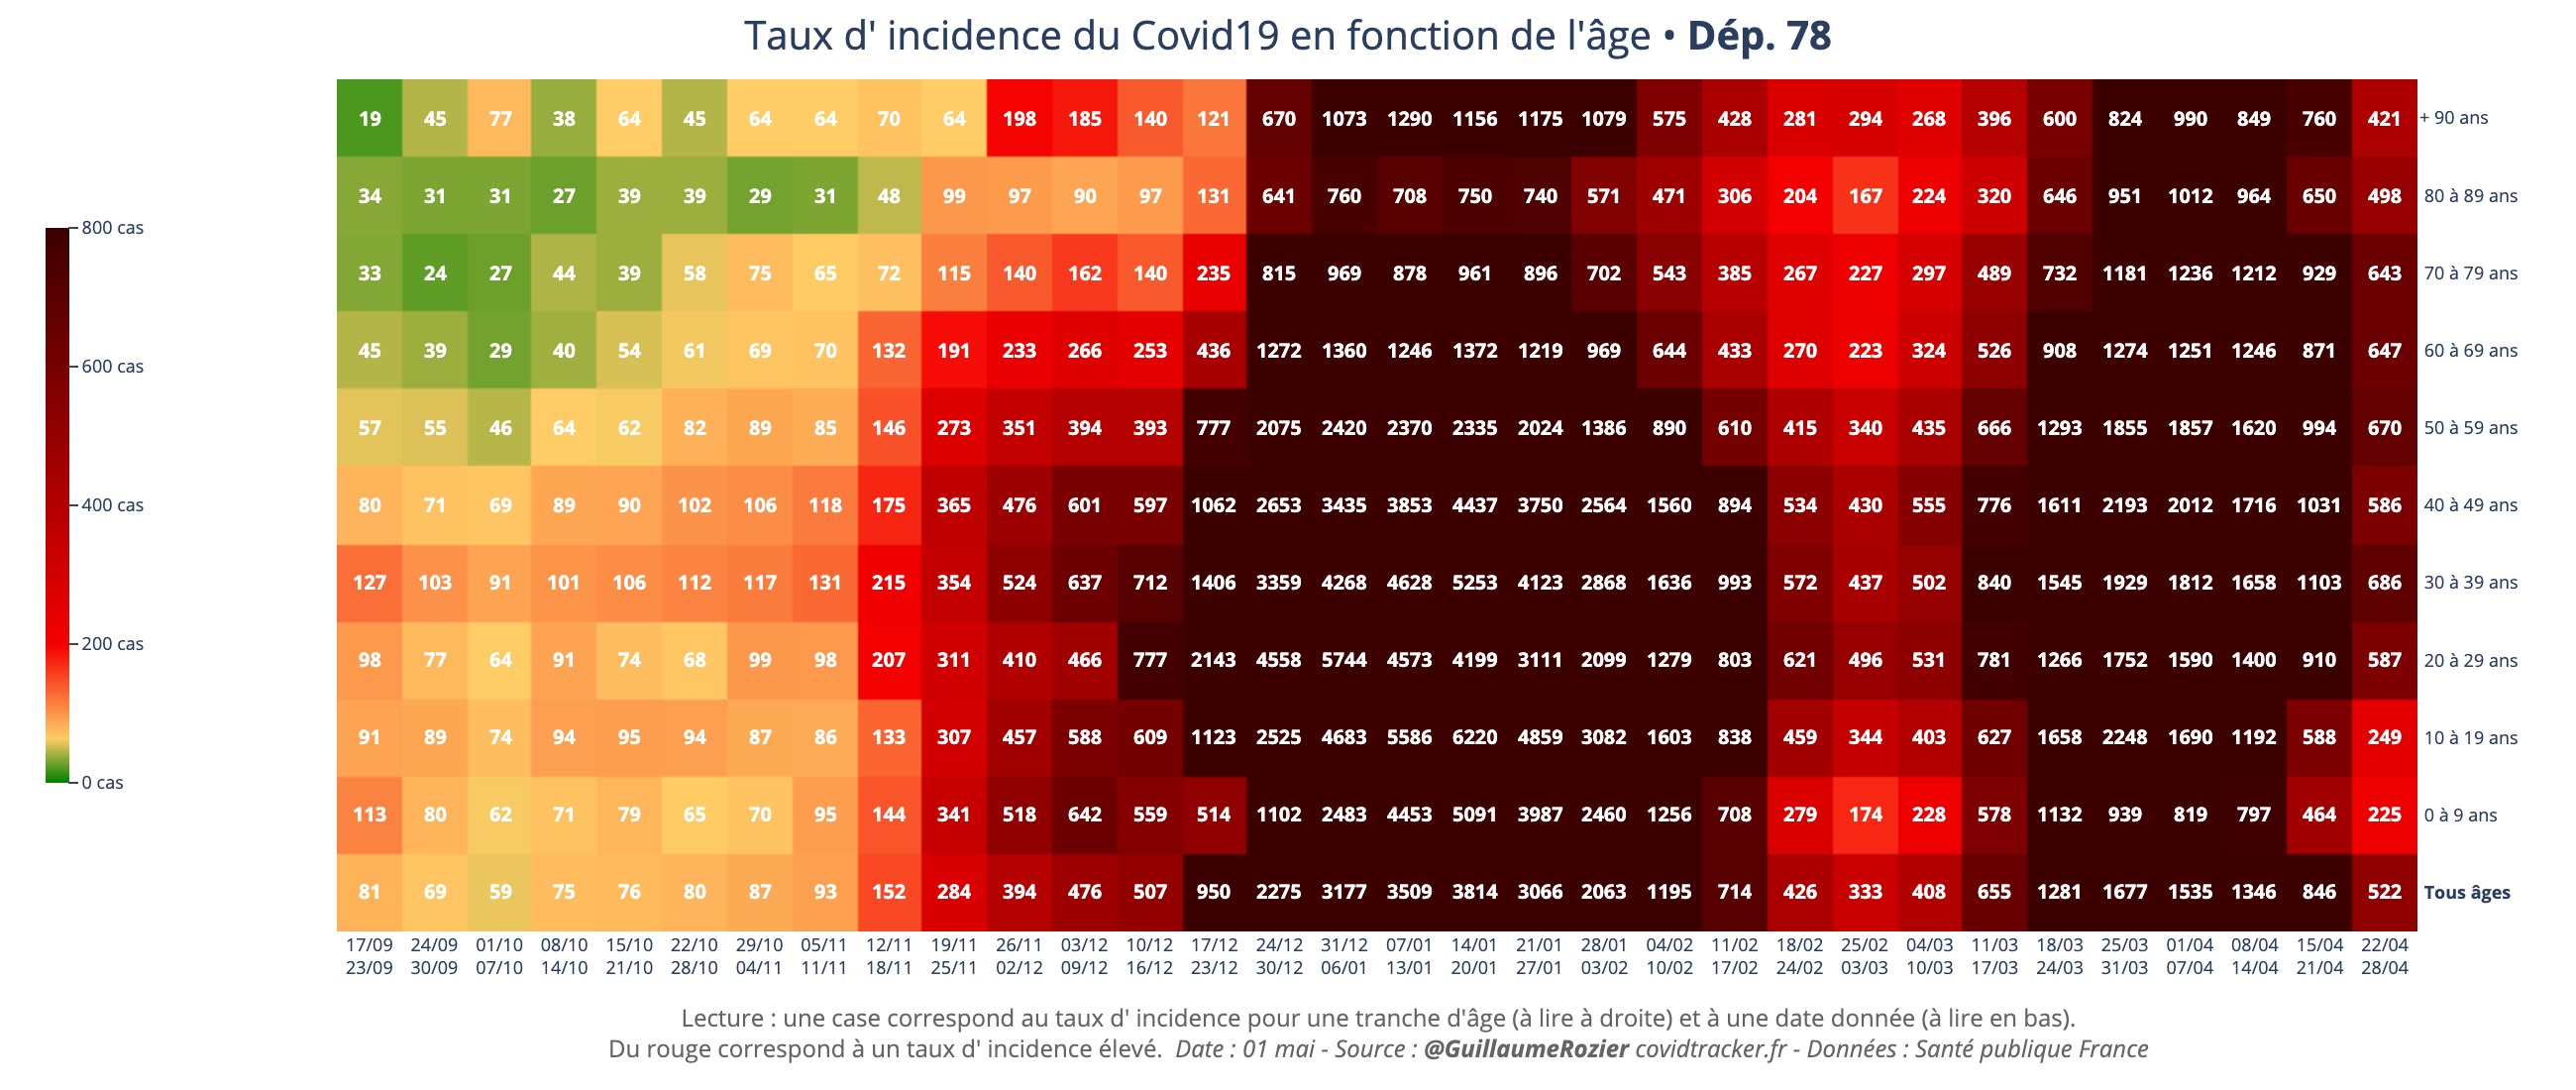 Taux d' incidence du Covid19 en fonction de l'âge • Dép. 78
19 45 77 38 64 45 64 64 70 64 198 185 140 121 670 1073 1290 1156 1175 1079 575 428 281 294 268 396 600 824 990 849 760 421 + 90 ans
34 31 31 27 39 39 29 31 48 99 97 90 97 131 641 760 708 750 740 571 471 306 204 167 224 320 646 951 1012 964 650 498 80 à 89 ans
800 cas
33 24 27 44 39 58 75 65 72 115 140 162 140 235 815 969 878 961 896 702 543 385 267 227 297 489 732 1181 1236 1212 929 643 70 à 79 ans
45 39 29 40 54 61 69 70 132 191 233 266 253 436 1272 1360 1246 1372 1219 969 644 433 270 223 324 526 908 1274 1251 1246 871 647 60 à 69 ans
600 cas
57 55 46 64 62 82 89 85 146 273 351 394 393 777 2075 2420 2370 2335 2024 1386 890 610 415 340 435 666 1293 1855 1857 1620 994 670 50 à 59 ans
400 cas
80 71 69 89 90 102 106 118 175 365 476 601 597 1062 2653 3435 3853 4437 3750 2564 1560 894 534 430 555 776 1611 2193 2012 1716 1031 586 40 à 49 ans
127 103 91 101 106 112 117 131 215 354 524 637 712 1406 3359 4268 4628 5253 4123 2868 1636 993 572 437 502 840 1545 1929 1812 1658 1103 686 30 à 39 ans
200 cas
98 77 64 91 74 68 99 98 207 311 410 466 777 2143 4558 5744 4573 4199 3111 2099 1279 803 621 496 531 781 1266 1752 1590 1400 910 587 20 à 29 ans
91 89 74 94 95 94 87 86 133 307 457 588 609 1123 2525 4683 5586 6220 4859 3082 1603 838 459 344 403 627 1658 2248 1690 1192 588 249 10 à 19 ans
0 cas
113 80 62 71 79 65 70 95 144 341 518 642 559 514 1102 2483 4453 5091 3987 2460 1256 708 279 174 228 578 1132 939 819 797 464 225 0 à 9 ans
81 69 59 75 76 80 87 93 152 284 394 476 507 950 2275 3177 3509 3814 3066 2063 1195 714 426 333 408 655 1281 1677 1535 1346 846 522 Tous âges
17/09 24/09 01/10 08/10 15/10 22/10 29/10 05/11 12/11 19/11 26/11 03/12 10/12 17/12 24/12 31/12 07/01 14/01 21/01 28/01 04/02 11/02 18/02 25/02 04/03 11/03 18/03 25/03 01/04 08/04 15/04 22/04
23/09 30/09 07/10 14/10 21/10 28/10 04/11 11/11 18/11 25/11 02/12 09/12 16/12 23/12 30/12 06/01 13/01 20/01 27/01 03/02 10/02 17/02 24/02 03/03 10/03 17/03 24/03 31/03 07/04 14/04 21/04 28/04
Lecture : une case correspond au taux d' incidence pour une tranche d'âge (à lire à droite) et à une date donnée (à lire en bas).
Du rouge correspond à un taux d' incidence élevé. Date : 01 mai - Source : @GuillaumeRozier covidtracker.fr - Données : Santé publique France